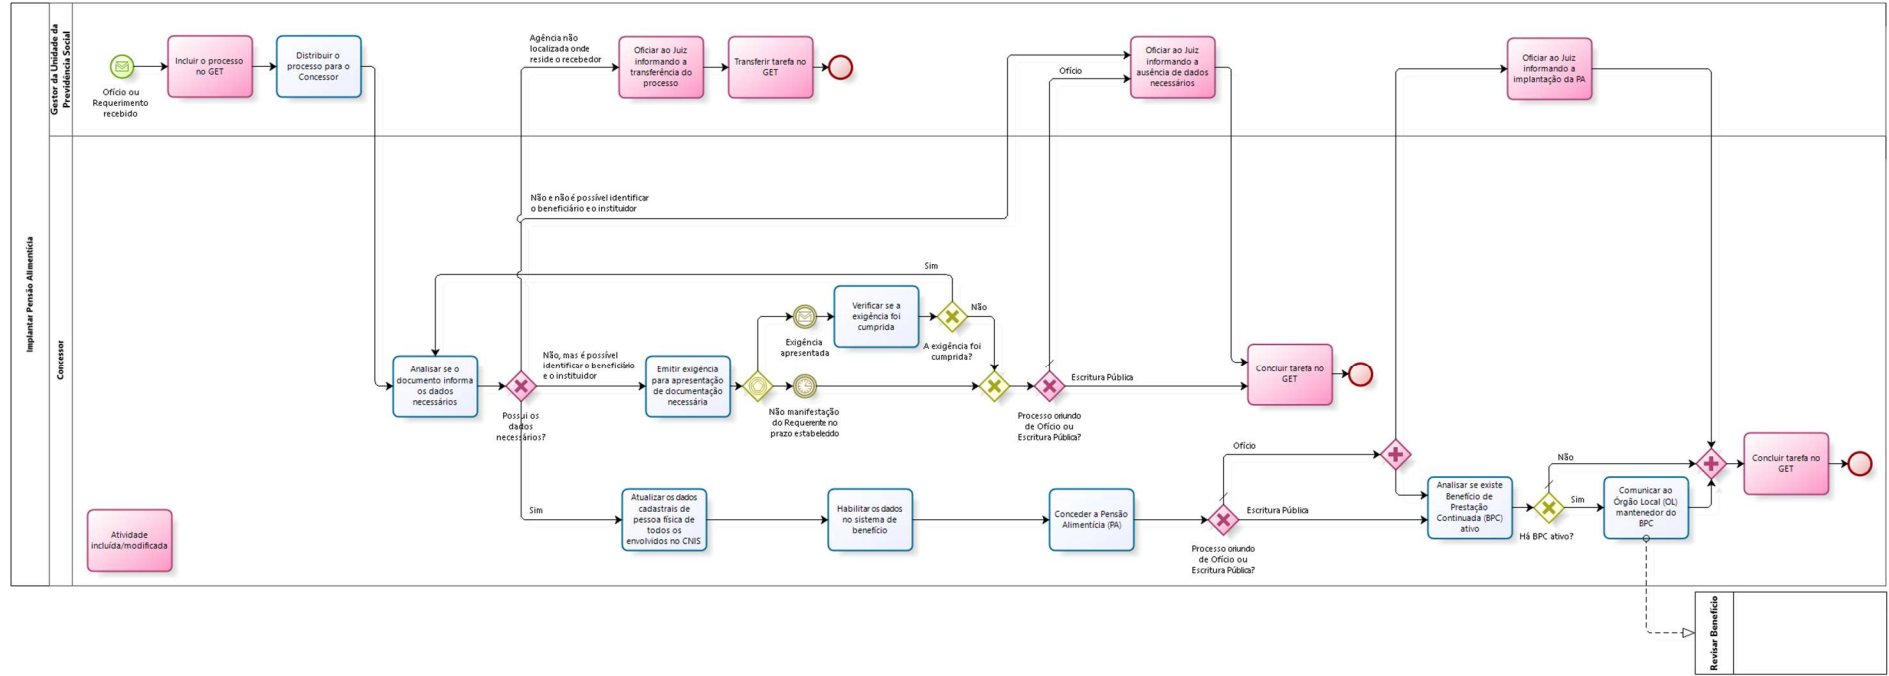 Implantar Pensão Alimentícia
Gestor da Unidade da
Previdência Social
Ofício ou
Requerimento
recebido
Incluir o processo
no GET
Distribuir o
processo para o
Concessor
Agência não
localizada onde
reside o recebedor
Oficiar ao Juiz
informando a
transferência do
processo
Transferir tarefa no
GET
Ofício
Oficiar ao Juiz
informando a
ausência de dados
necessários
Oficiar ao Juiz
informando a
implantação da PA
Concessor
Não e não é possível identificar
o beneficiário e o instituidor
Sim
Analisar se o
documento informa
os dados
necessários
Possui os
dados
necessários?
Não, mas é possível
identificar o beneficiário
e o instituidor
Emitir exigência
para apresentação
de documentação
necessária
Exigência
apresentada
Verificar se a
exigência foi
cumprida
Não
A exigência foi
cumprida?
Não manifestação
do Requerente no
prazo estabelecido
Processo oriundo
de Ofício ou
Escritura Pública?
Escritura Pública
Concluir tarefa no
GET
Sim
Atualizar os dados
cadastrais de
pessoa física de
todos os
envolvidos no CNIS
Habilitar os dados
no sistema de
benefício
Conceder a Pensão
Alimentícia (PA)
Processo oriundo
de Ofício ou
Escritura Pública?
Ofício
Escritura Pública
Analisar se existe
Benefício de
Prestação
Continuada (BPC)
ativo
Há BPC ativo?
Não
Sim
Comunicar ao
Órgão Local (OL)
mantenedor do
BPC
Concluir tarefa no
GET
Atividade
incluída/modificada
Revisar Benefício